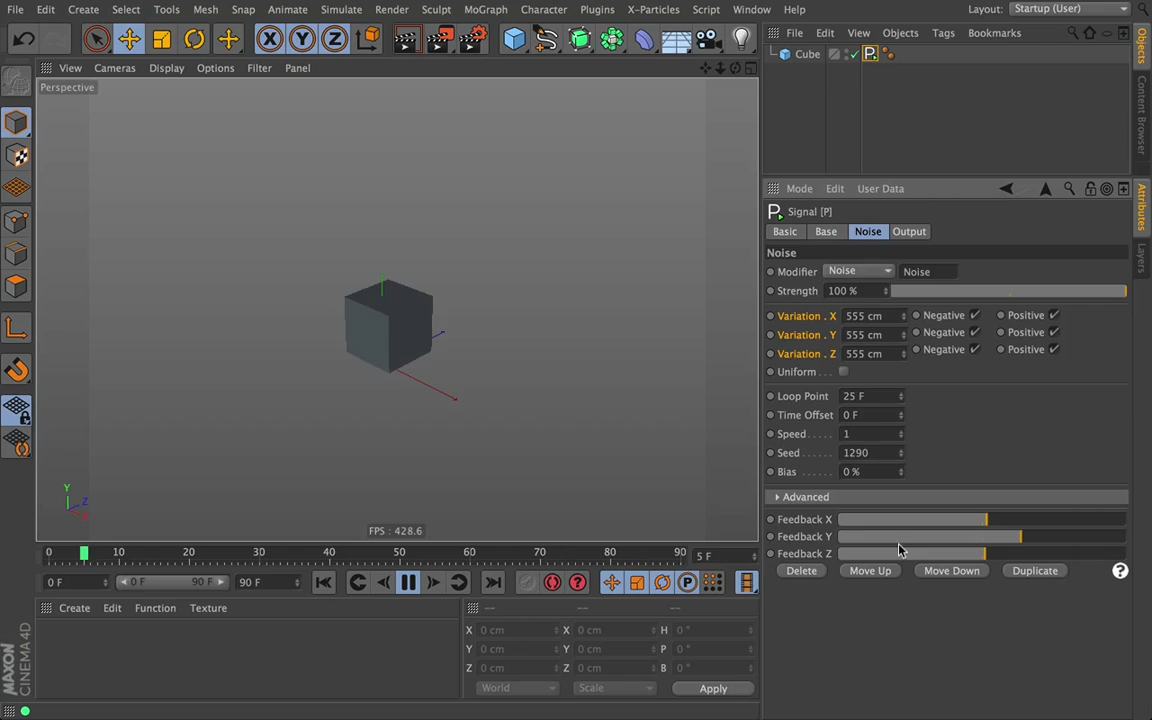 File Edit Create Select Tools Mesh Snap Animate Simulate Render Sculpt MoGraph Character Plugins X-Particles Script Window Help Layout: Startup (User)
File Edit View Objects Tags Bookmarks
View Cameras Display Options Filter Panel
Cube
Objects
Content Browser
Perspective
Mode Edit User Data
Attributes
Layers
Signal [P]
Basic Base Noise Output
Noise
Modifier Noise Noise
Strength 100 %
Variation . X 555 cm Negative Positive
Variation . Y 555 cm Negative Positive
Variation . Z 555 cm Negative Positive
Uniform . . .
Loop Point 25 F
Time Offset 0 F
Speed . . . . . 1
Seed . . . . . . 1290
Bias . . . . . . 0 %
Advanced
Feedback X
Feedback Y
Feedback Z
Delete Move Up Move Down Duplicate
Y
Z
X
FPS : 428.6
0 10 20 30 40 50 60 70 80 90 5 F
0 F 0 F 90 F 90 F
Create Edit Function Texture
-- -- --
X 0 cm X 0 cm H 0 °
Y 0 cm Y 0 cm P 0 °
Z 0 cm Z 0 cm B 0 °
World Scale Apply
MAXON CINEMA 4D